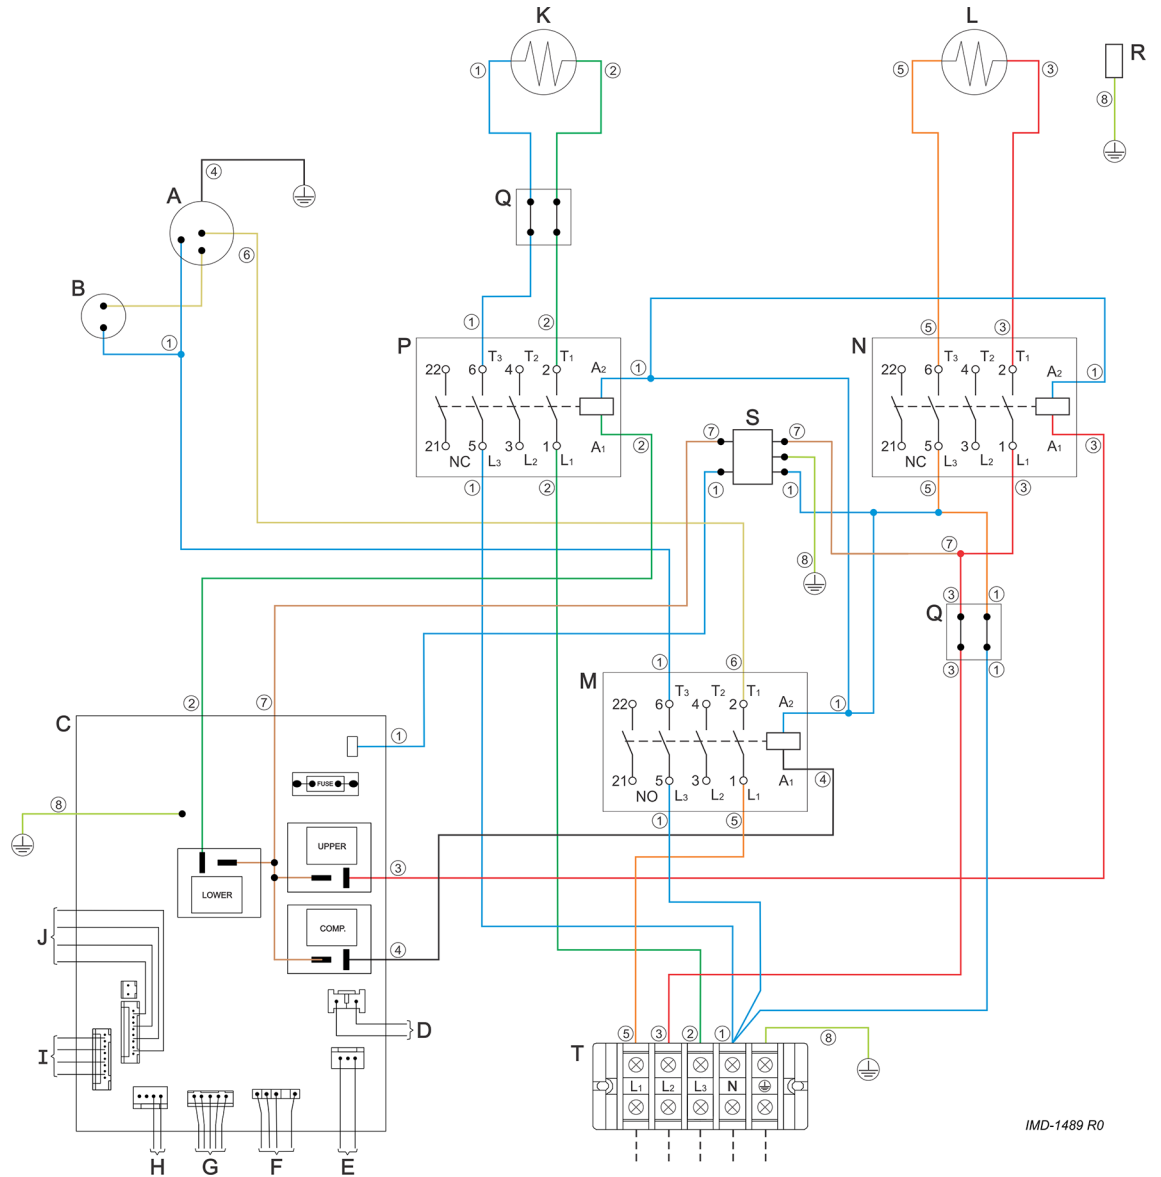 K
L
R
1
2
5
3
8
4
A
Q
6
B
1
1
2
5
3
P
T3
T2
T1
22
6
4
2
A2
1
21
5
3
1
A1
2
NC
L3
L2
L1
N
T3
T2
T1
22
6
4
2
A2
1
21
5
3
1
A1
3
NC
L3
L2
L1
S
7
7
1
1
1
2
5
3
7
8
3
1
Q
3
1
1
6
M
T3
T2
T1
22
6
4
2
A2
1
21
5
3
1
A1
4
NO
L3
L2
L1
1
5
2
7
C
1
FUSE
8
UPPER
3
LOWER
COMP.
4
J
D
I
H
G
F
E
5
3
2
1
8
T
L1
L2
L3
N
IMD-1489 R0